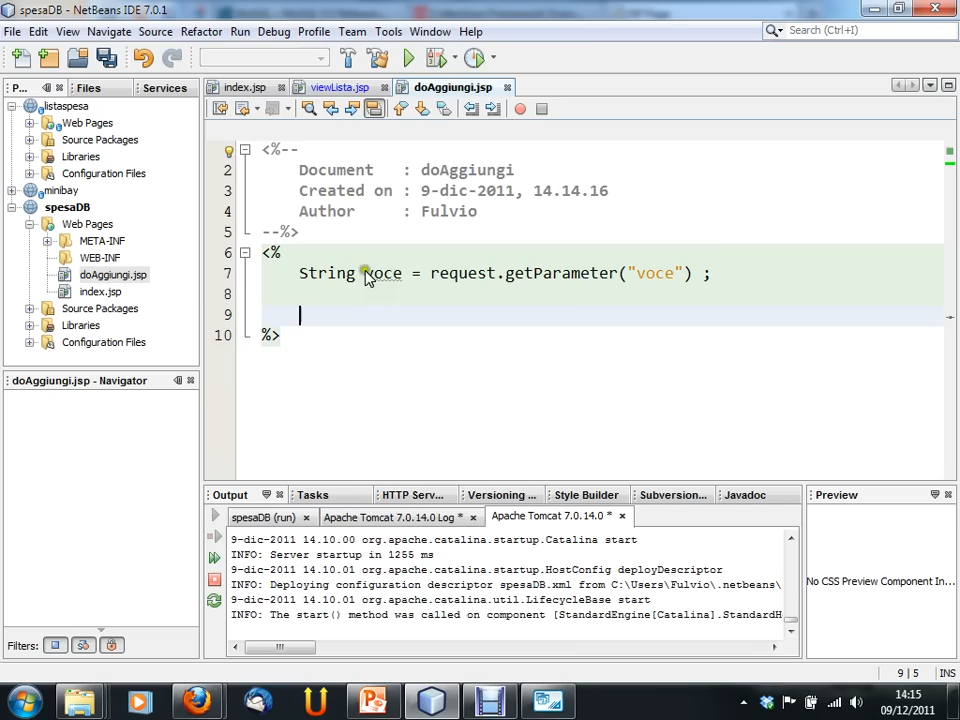 spesaDB - NetBeans IDE 7.0.1
File Edit View Navigate Source Refactor Run Debug Profile Team Tools Window Help
Search (Ctrl+I)
P... Files Services
index.jsp viewLista.jsp doAggiungi.jsp
listaspesa
Web Pages
Source Packages
Libraries
Configuration Files
minibay
spesaDB
Web Pages
META-INF
WEB-INF
doAggiungi.jsp
index.jsp
Source Packages
Libraries
Configuration Files
<%--
2 Document : doAggiungi
3 Created on : 9-dic-2011, 14.14.16
4 Author : Fulvio
5 --%>
6 <%
7 String voce = request.getParameter("voce") ;
8
9
10 %>
doAggiungi.jsp - Navigator
Filters:
Output Tasks HTTP Serv... Versioning ... Style Builder Subversion... Javadoc
spesaDB (run) Apache Tomcat 7.0.14.0 Log * Apache Tomcat 7.0.14.0 *
9-dic-2011 14.10.00 org.apache.catalina.startup.Catalina start
INFO: Server startup in 1255 ms
9-dic-2011 14.10.01 org.apache.catalina.startup.HostConfig deployDescriptor
INFO: Deploying configuration descriptor spesaDB.xml from C:\Users\Fulvio\.netbeans\
9-dic-2011 14.10.01 org.apache.catalina.util.LifecycleBase start
INFO: The start() method was called on component [StandardEngine[Catalina].StandardH
Preview
No CSS Preview Component In...
9 | 5 INS
14:15
09/12/2011